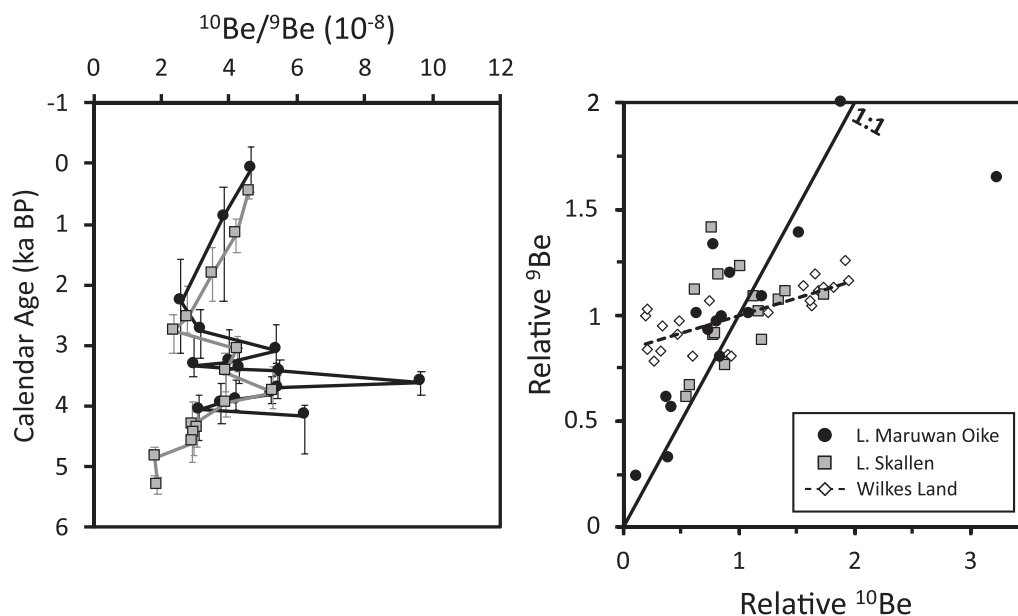 ¹⁰Be/⁹Be (10⁻⁸)
0 2 4 6 8 10 12
-1
0
1
2
3
4
5
6
Calendar Age (ka BP)
2
1.5
1
0.5
0
Relative ⁹Be
1:1
L. Maruwan Oike
L. Skallen
Wilkes Land
0 1 2 3
Relative ¹⁰Be